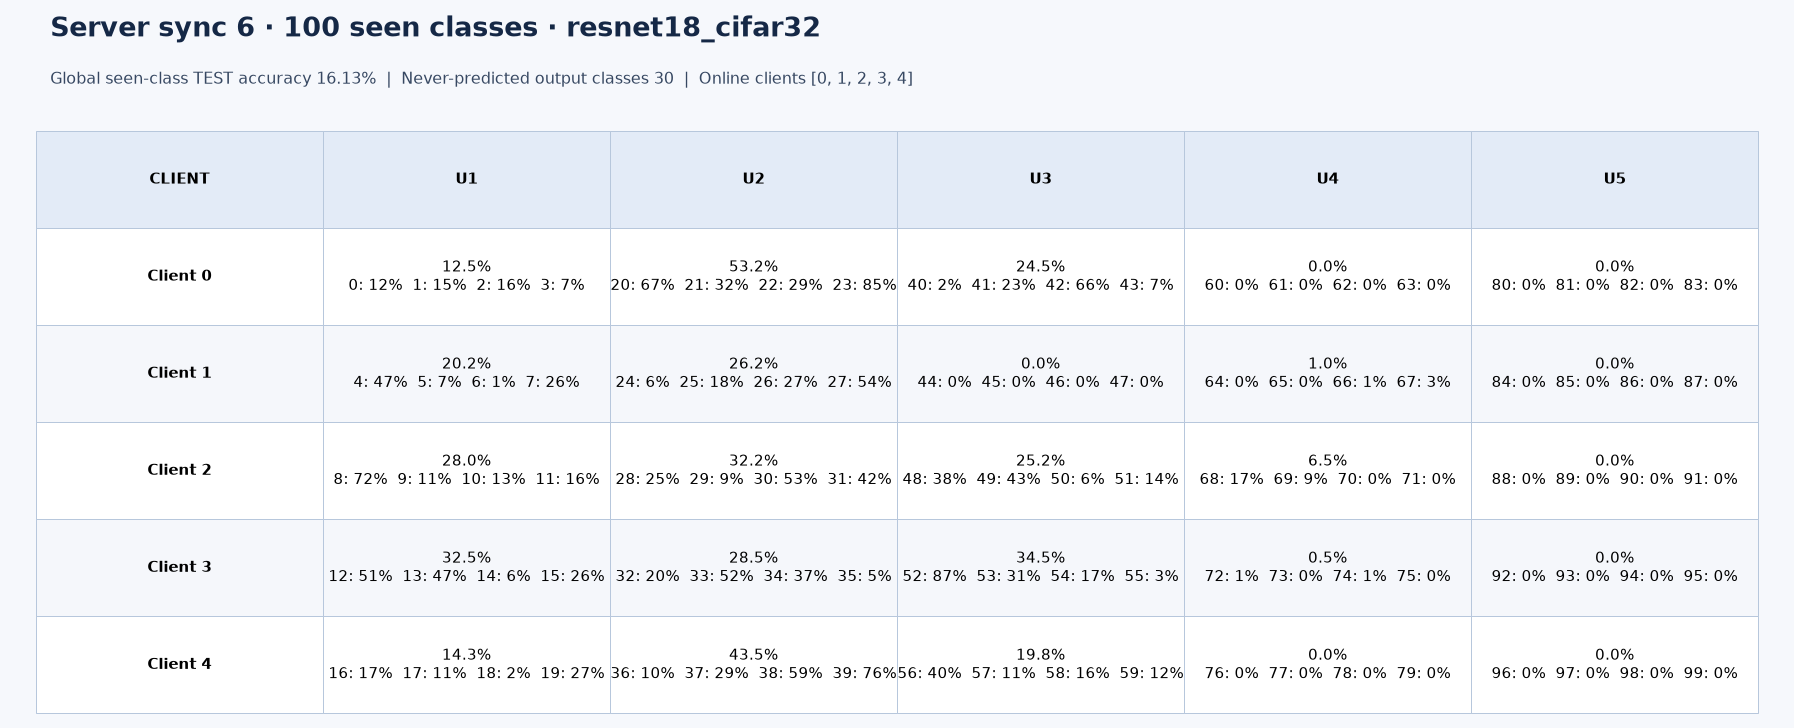 Server sync 6 · 100 seen classes · resnet18_cifar32
Global seen-class TEST accuracy 16.13% | Never-predicted output classes 30 | Online clients [0, 1, 2, 3, 4]
CLIENT U1 U2 U3 U4 U5
12.5% 53.2% 24.5% 0.0% 0.0%
Client 0
0: 12% 1: 15% 2: 16% 3: 7% 20: 67% 21: 32% 22: 29% 23: 85% 40: 2% 41: 23% 42: 66% 43: 7% 60: 0% 61: 0% 62: 0% 63: 0% 80: 0% 81: 0% 82: 0% 83: 0%
20.2% 26.2% 0.0% 1.0% 0.0%
Client 1
4: 47% 5: 7% 6: 1% 7: 26% 24: 6% 25: 18% 26: 27% 27: 54% 44: 0% 45: 0% 46: 0% 47: 0% 64: 0% 65: 0% 66: 1% 67: 3% 84: 0% 85: 0% 86: 0% 87: 0%
28.0% 32.2% 25.2% 6.5% 0.0%
Client 2
8: 72% 9: 11% 10: 13% 11: 16% 28: 25% 29: 9% 30: 53% 31: 42% 48: 38% 49: 43% 50: 6% 51: 14% 68: 17% 69: 9% 70: 0% 71: 0% 88: 0% 89: 0% 90: 0% 91: 0%
32.5% 28.5% 34.5% 0.5% 0.0%
Client 3
12: 51% 13: 47% 14: 6% 15: 26% 32: 20% 33: 52% 34: 37% 35: 5% 52: 87% 53: 31% 54: 17% 55: 3% 72: 1% 73: 0% 74: 1% 75: 0% 92: 0% 93: 0% 94: 0% 95: 0%
14.3% 43.5% 19.8% 0.0% 0.0%
Client 4
16: 17% 17: 11% 18: 2% 19: 27% 36: 10% 37: 29% 38: 59% 39: 76% 56: 40% 57: 11% 58: 16% 59: 12% 76: 0% 77: 0% 78: 0% 79: 0% 96: 0% 97: 0% 98: 0% 99: 0%